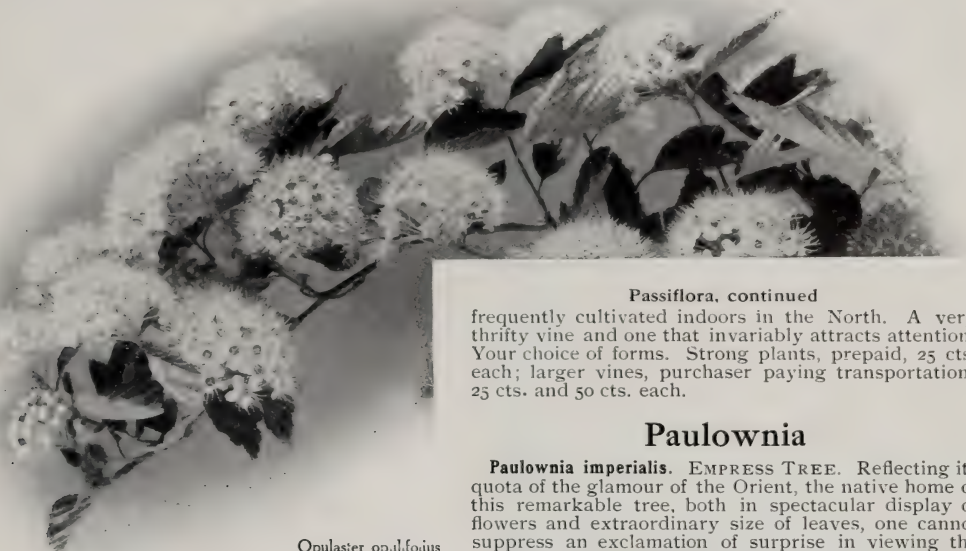 Passiflora, continued
frequently cultivated indoors in the North. A ver
thrifty vine and one that invariably attracts attention
Your choice of forms. Strong plants, prepaid, 25 cts
each; larger vines, purchaser paying transportation
25 cts. and 50 cts. each.
Paulownia
Paulownia imperialis. EMPRESS TREE. Reflecting it
quota of the glamour of the Orient, the native home o
this remarkable tree, both in spectacular display o
flowers and extraordinary size of leaves, one canno
suppress an exclamation of surprise in viewing th
Opulaster opulifolius